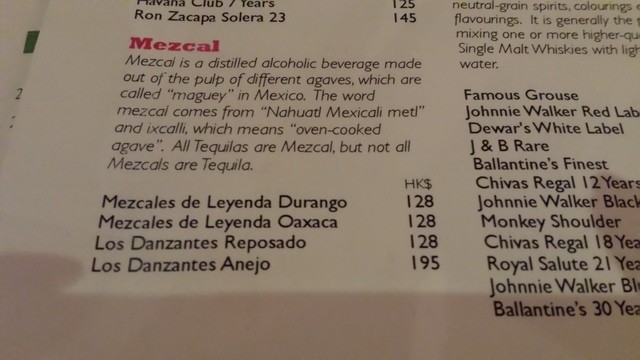 Havana Club 7 Years 125
Ron Zacapa Solera 23 145
Mezcal
Mezcal is a distilled alcoholic beverage made
out of the pulp of different agaves, which are
called "maguey" in Mexico. The word
mezcal comes from "Nahuatl Mexicali metl"
and ixcalli, which means "oven-cooked
agave". All Tequilas are Mezcal, but not all
Mezcals are Tequila.
HK$
Mezcales de Leyenda Durango 128
Mezcales de Leyenda Oaxaca 128
Los Danzantes Reposado 128
Los Danzantes Anejo 195
neutral-grain spirits, colourings
flavourings. It is generally the
mixing one or more higher-qu
Single Malt Whiskies with ligh
water.
Famous Grouse
Johnnie Walker Red Lab
Dewar's White Label
J & B Rare
Ballantine's Finest
Chivas Regal 12 Years
Johnnie Walker Black
Monkey Shoulder
Chivas Regal 18 Yea
Royal Salute 21 Yea
Johnnie Walker Bl
Ballantine's 30 Yea